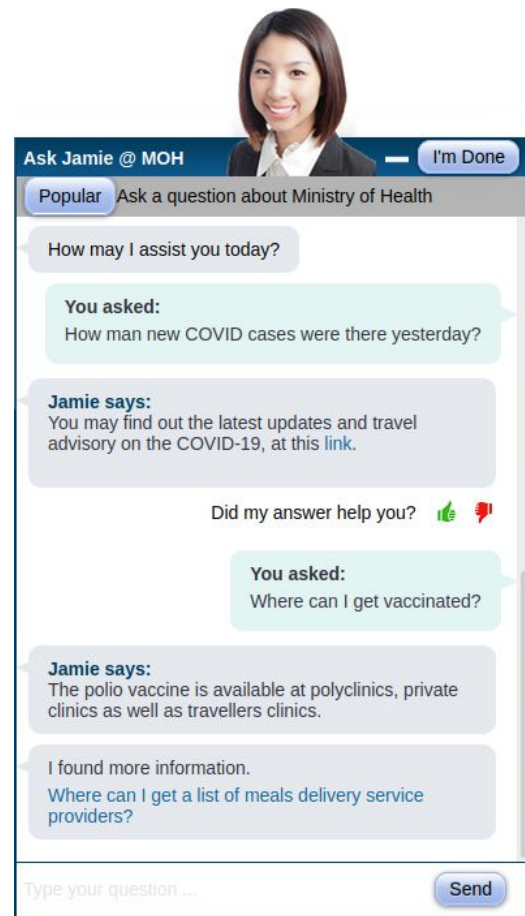 Ask Jamie @ MOH
I'm Done
Popular
Ask a question about Ministry of Health
How may I assist you today?
You asked:
How man new COVID cases were there yesterday?
Jamie says:
You may find out the latest updates and travel
advisory on the COVID-19, at this link.
Did my answer help you?
You asked:
Where can I get vaccinated?
Jamie says:
The polio vaccine is available at polyclinics, private
clinics as well as travellers clinics.
I found more information.
Where can I get a list of meals delivery service
providers?
Type your question ...
Send